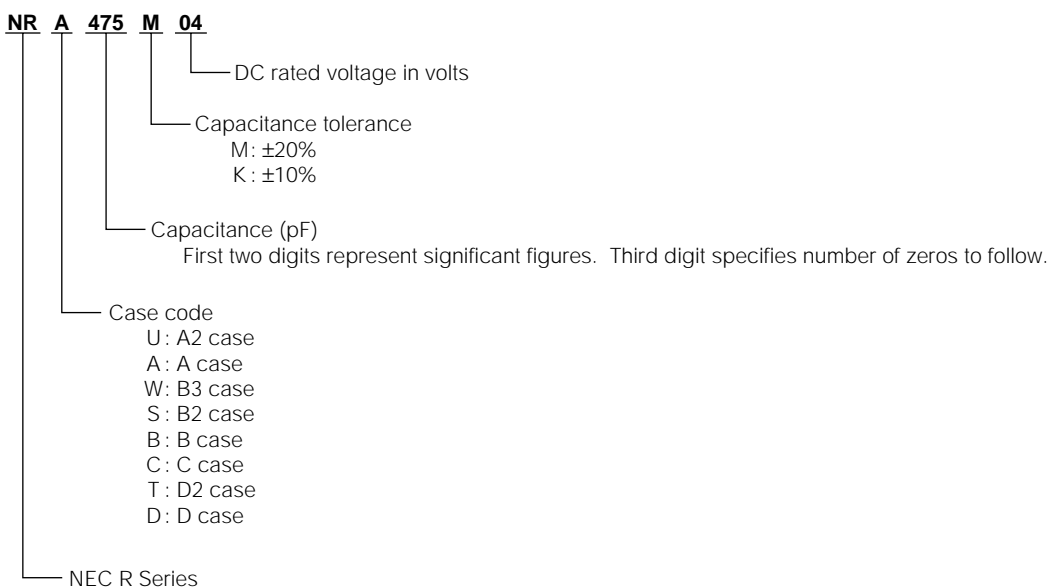 NR A 475 M 04
DC rated voltage in volts
Capacitance tolerance
M: ±20%
K: ±10%
Capacitance (pF)
First two digits represent significant figures. Third digit specifies number of zeros to follow.
Case code
U: A2 case
A: A case
W: B3 case
S: B2 case
B: B case
C: C case
T: D2 case
D: D case
NEC R Series